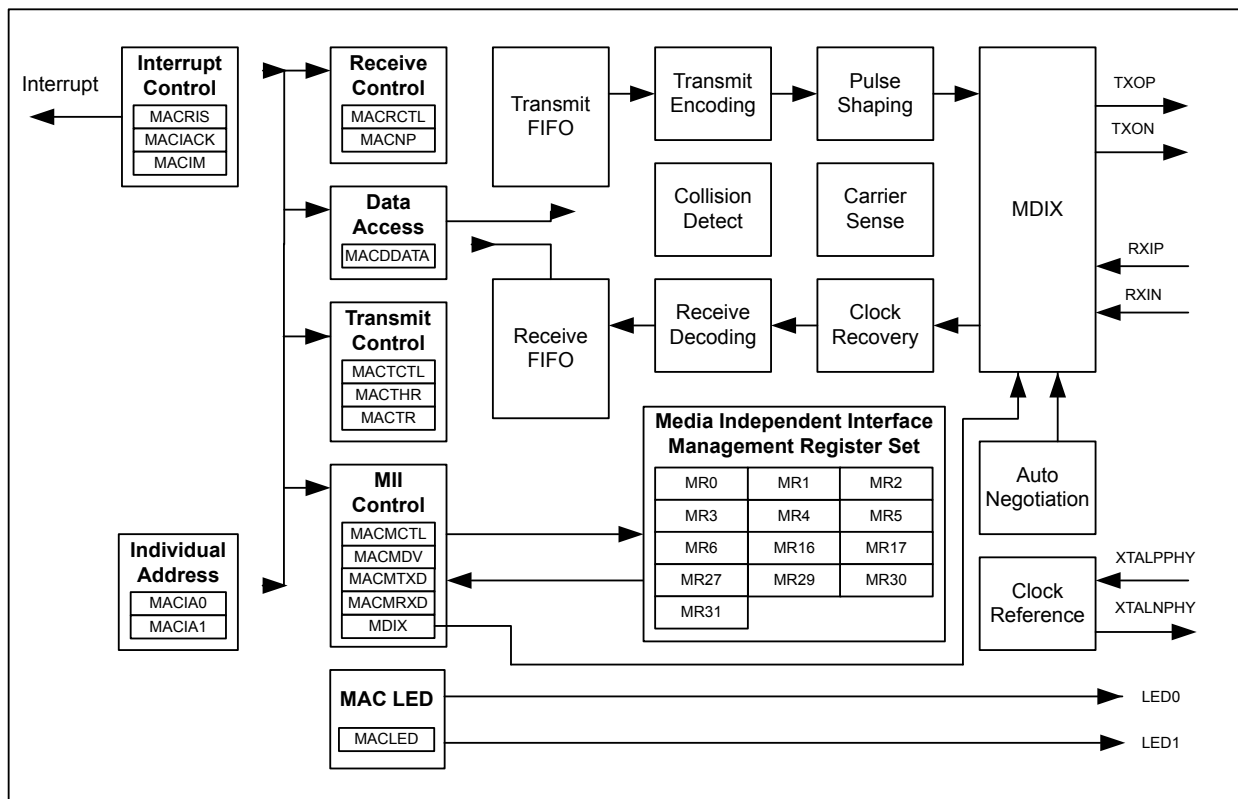 Interrupt
Interrupt
Control
MACRIS
MACIACK
MACIM
Individual
Address
MACIA0
MACIA1
Receive
Control
MACRCTL
MACNP
Data
Access
MACDDATA
Transmit
Control
MACTCTL
MACTHR
MACTR
MII
Control
MACMCTL
MACMDV
MACMTXD
MACMRXD
MDIX
MAC LED
MACLED
Transmit
FIFO
Receive
FIFO
Transmit
Encoding
Pulse
Shaping
Collision
Detect
Carrier
Sense
Receive
Decoding
Clock
Recovery
MDIX
TXOP
TXON
RXIP
RXIN
Media Independent Interface
Management Register Set
MR0 MR1 MR2
MR3 MR4 MR5
MR6 MR16 MR17
MR27 MR29 MR30
MR31
Auto
Negotiation
Clock
Reference
XTALPPHY
XTALNPHY
LED0
LED1